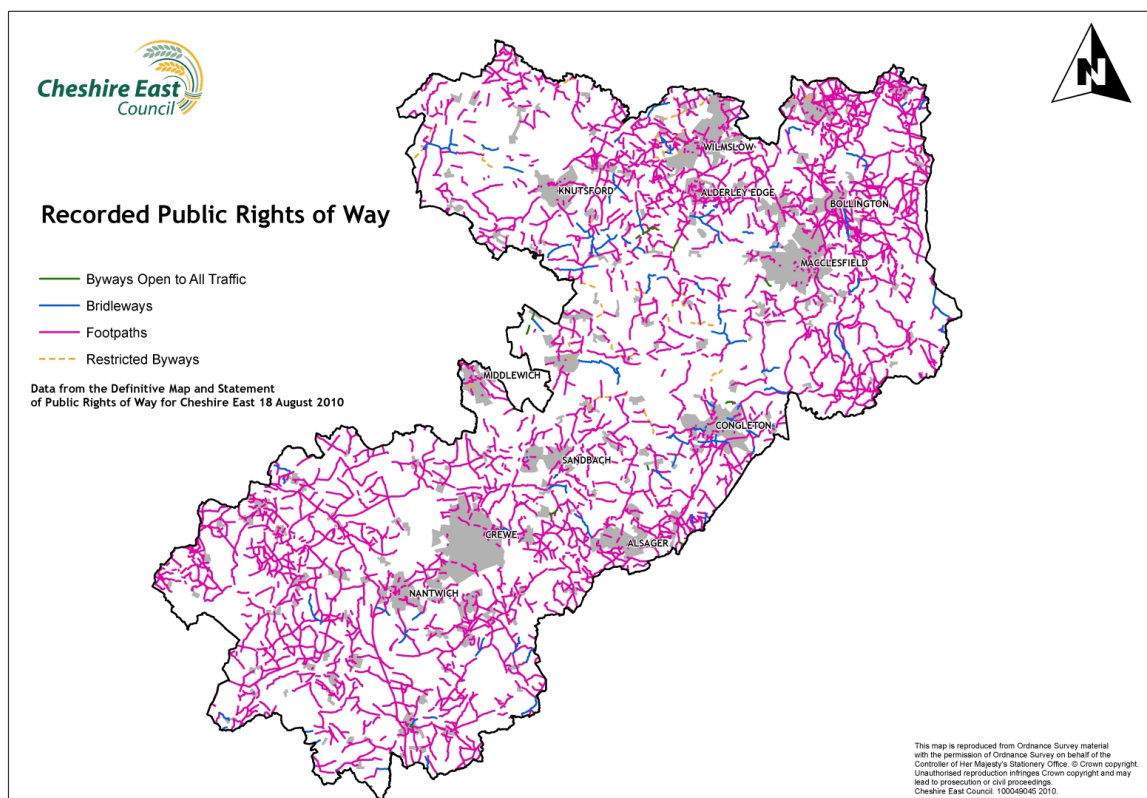 Cheshire East
Council
N
Recorded Public Rights of Way
Byways Open to All Traffic
Bridleways
Footpaths
Restricted Byways
Data from the Definitive Map and Statement
of Public Rights of Way for Cheshire East 18 August 2010
WILMSLOW
KNUTSFORD
ALDERLEY EDGE
BOLLINGTON
MACCLESFIELD
MIDDLEWICH
CONGLETON
SANDBACH
CREWE
ALSAGER
NANTWICH
This map is reproduced from Ordnance Survey material
with the permission of Ordnance Survey on behalf of the
Controller of Her Majesty's Stationery Office. © Crown copyright.
Unauthorised reproduction infringes Crown copyright and may
lead to prosecution or civil proceedings.
Cheshire East Council. 100049045 2010.